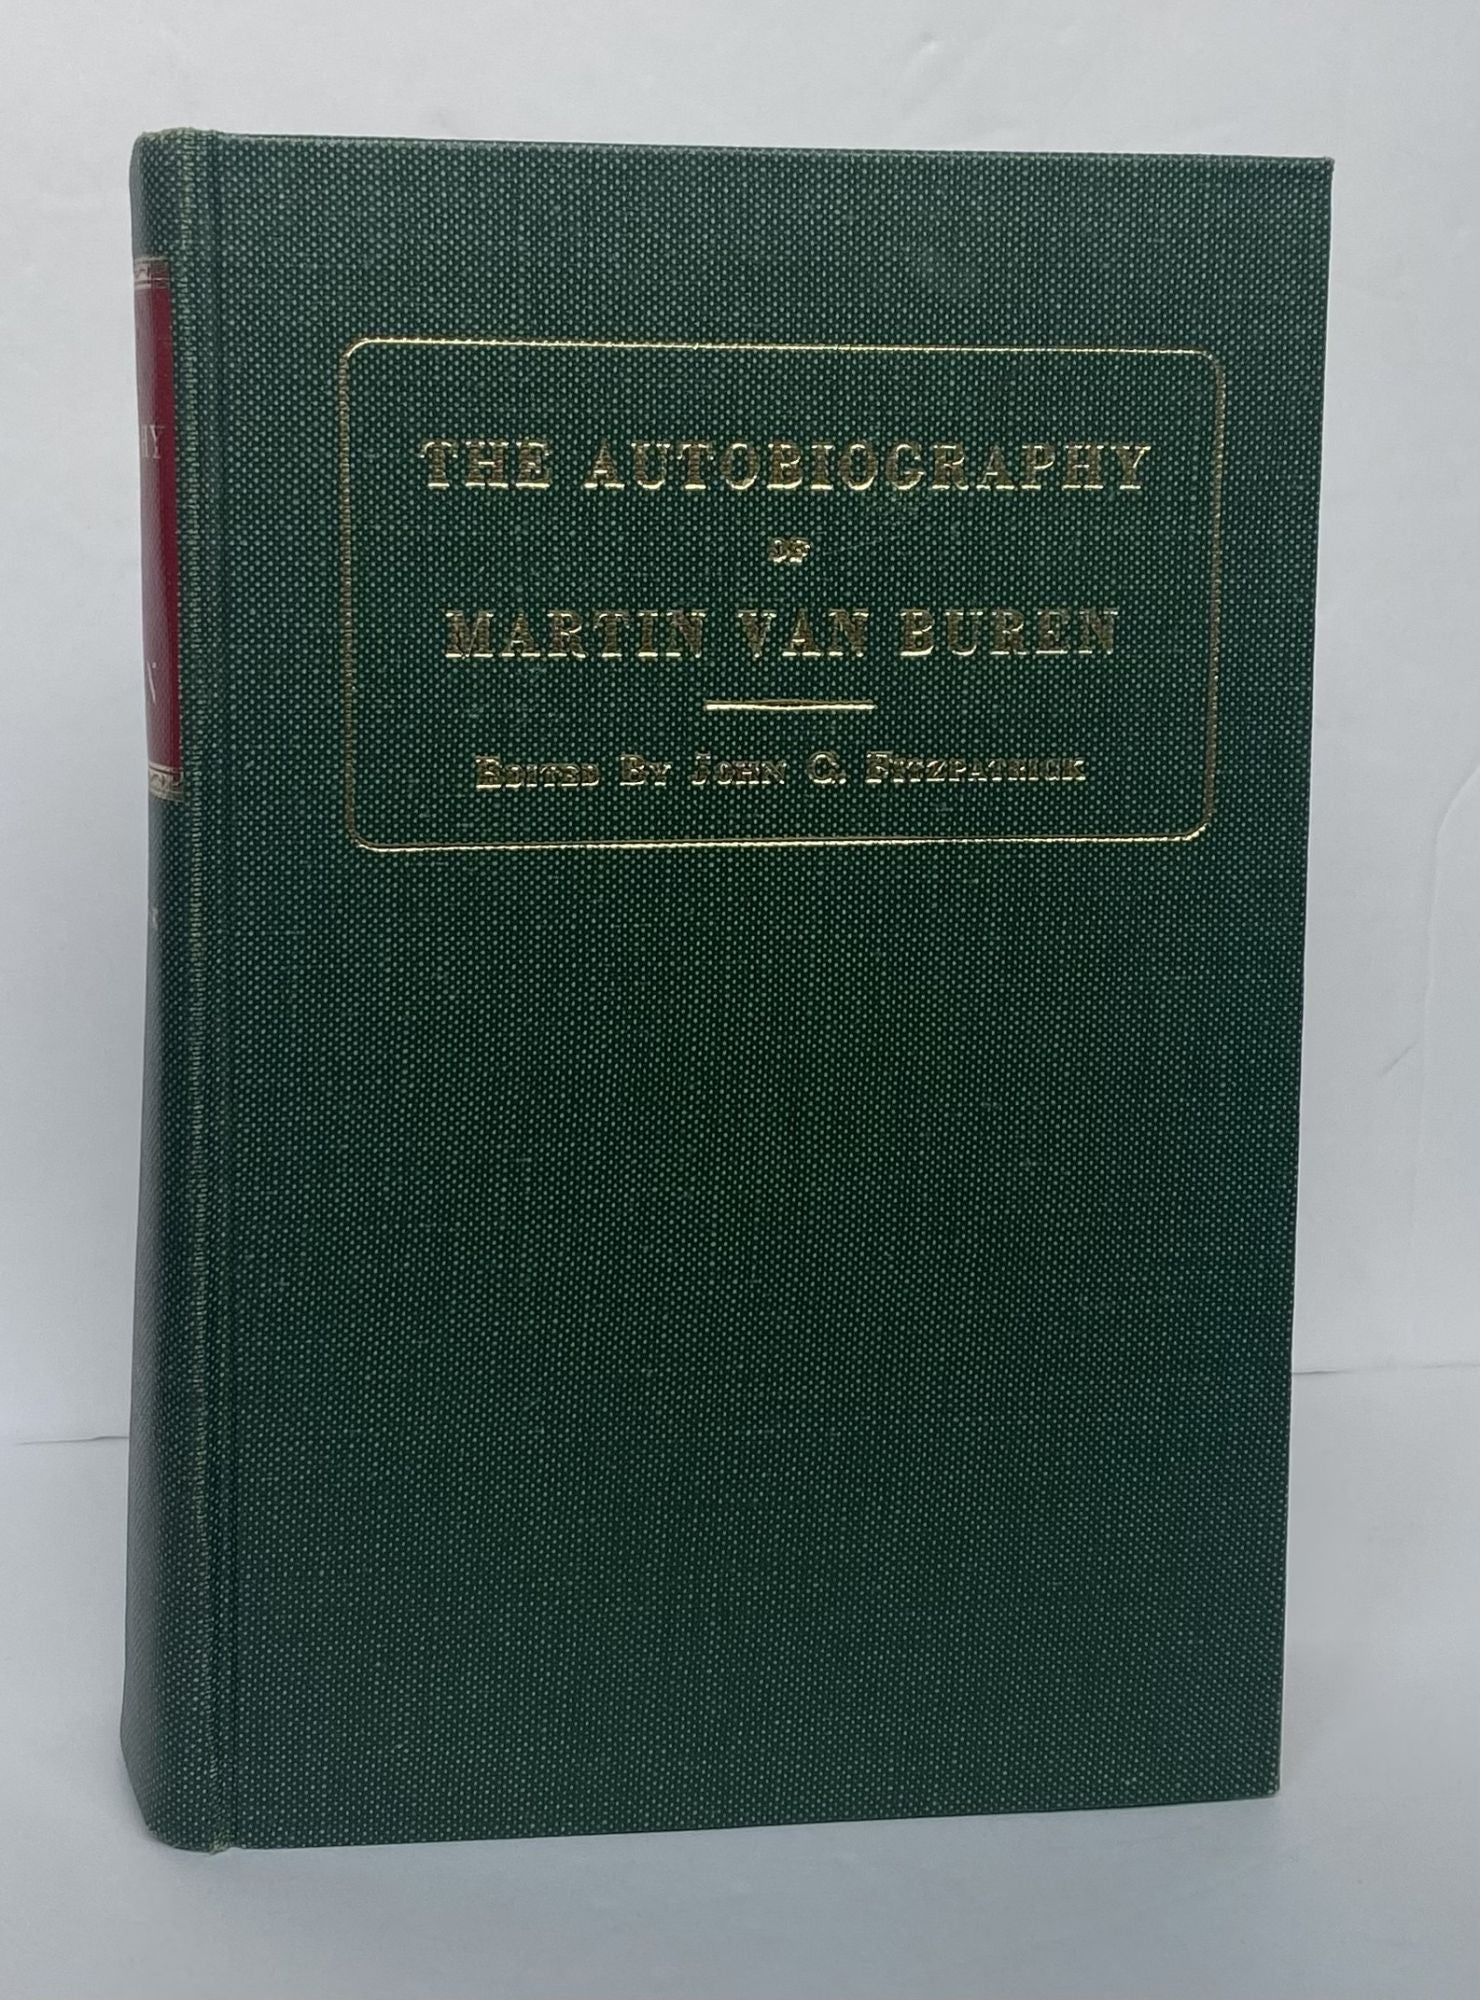 THE AUTOBIOGRAPHY
OF
MARTIN VAN BUREN
EDITED BY JOHN C. FITZPATRICK